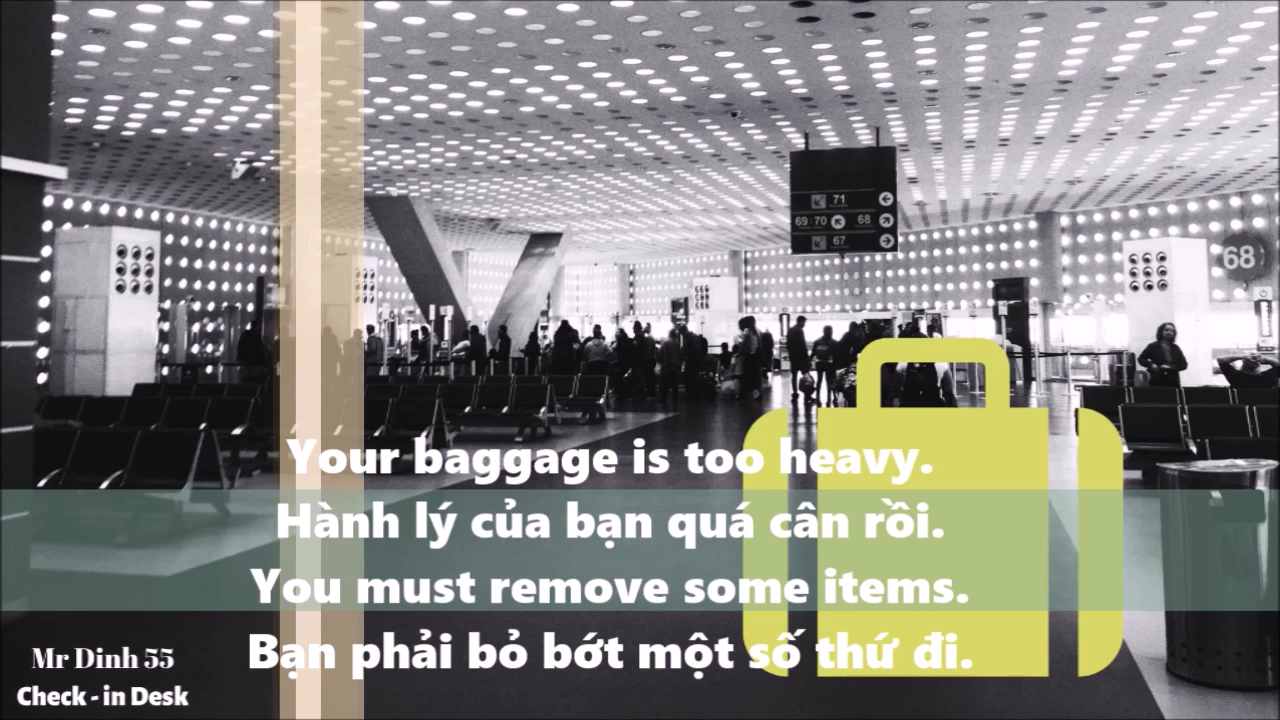 71
69-70 68
67
68
Your baggage is too heavy.
Hành lý của bạn quá cân rồi.
You must remove some items.
Bạn phải bỏ bớt một số thứ đi.
Mr Dinh 55
Check - in Desk